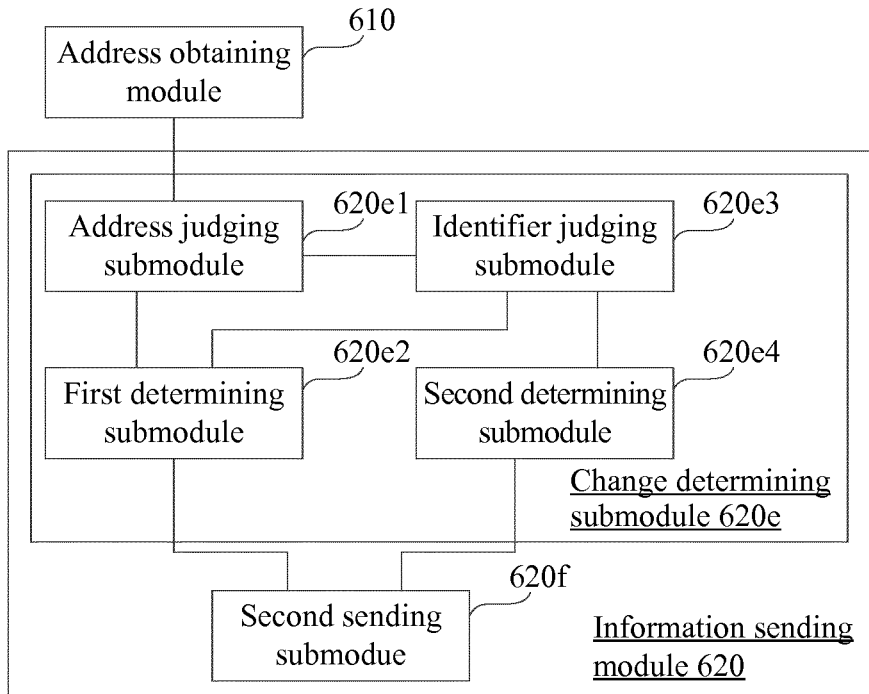 610
Address obtaining
module
620e1
Address judging
submodule
620e3
Identifier judging
submodule
620e2
First determining
submodule
620e4
Second determining
submodule
Change determining
submodule 620e
620f
Second sending
submodue
Information sending
module 620